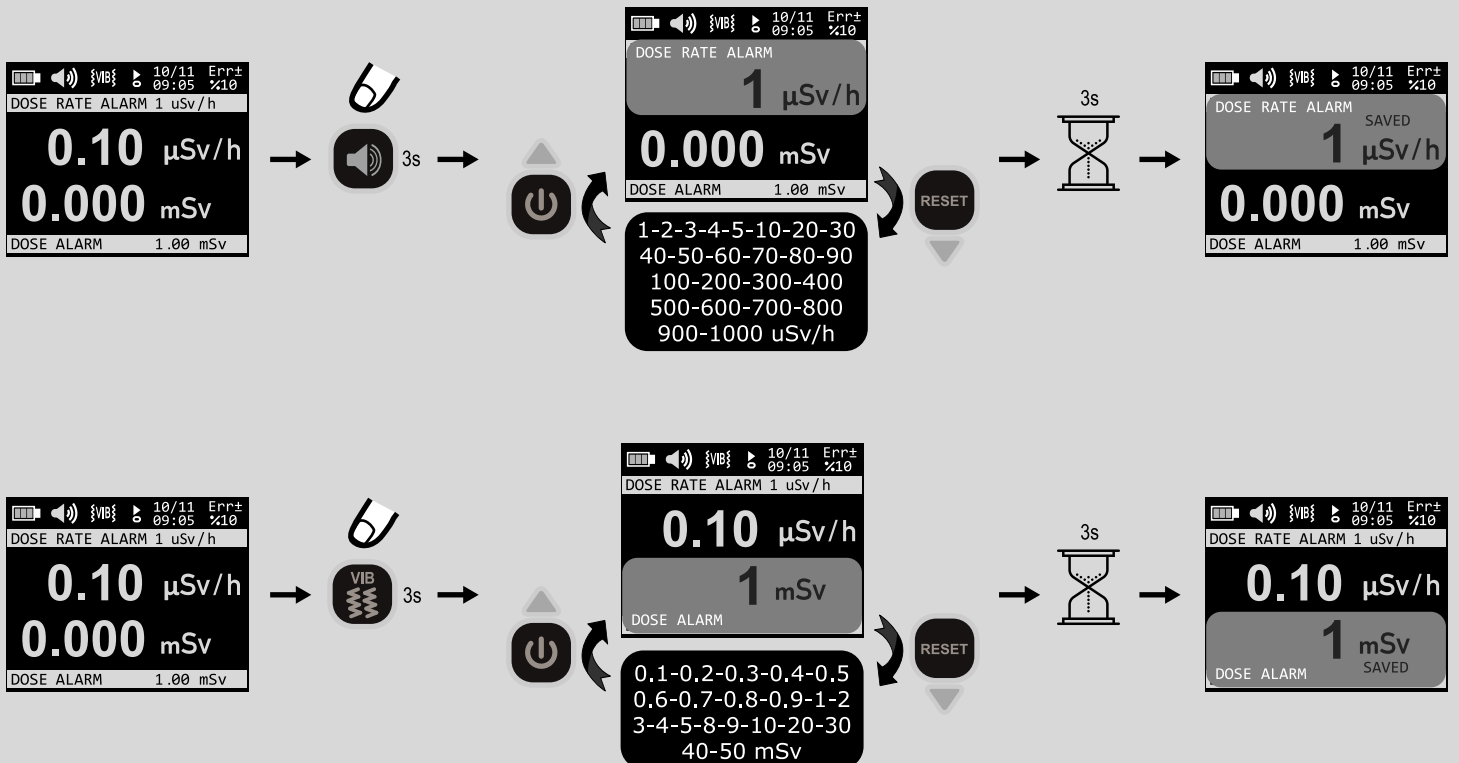 10/11 Err±
09:05 %10
DOSE RATE ALARM 1 uSv/h
0.10 µSv/h
0.000 mSv
DOSE ALARM 1.00 mSv
3s
VIB
10/11 Err±
09:05 %10
DOSE RATE ALARM
1 µSv/h
0.000 mSv
DOSE ALARM 1.00 mSv
1-2-3-4-5-10-20-30
40-50-60-70-80-90
100-200-300-400
500-600-700-800
900-1000 uSv/h
RESET
3s
VIB
10/11 Err±
09:05 %10
DOSE RATE ALARM
SAVED
1 µSv/h
0.000 mSv
DOSE ALARM 1.00 mSv
VIB
10/11 Err±
09:05 %10
DOSE RATE ALARM 1 uSv/h
0.10 µSv/h
0.000 mSv
DOSE ALARM 1.00 mSv
VIB
VIB
3s
VIB
10/11 Err±
09:05 %10
DOSE RATE ALARM 1 uSv/h
0.10 µSv/h
1 mSv
DOSE ALARM
0.1-0.2-0.3-0.4-0.5
0.6-0.7-0.8-0.9-1-2
3-4-5-8-9-10-20-30
40-50 mSv
RESET
3s
VIB
10/11 Err±
09:05 %10
DOSE RATE ALARM 1 uSv/h
0.10 µSv/h
1 mSv
SAVED
DOSE ALARM